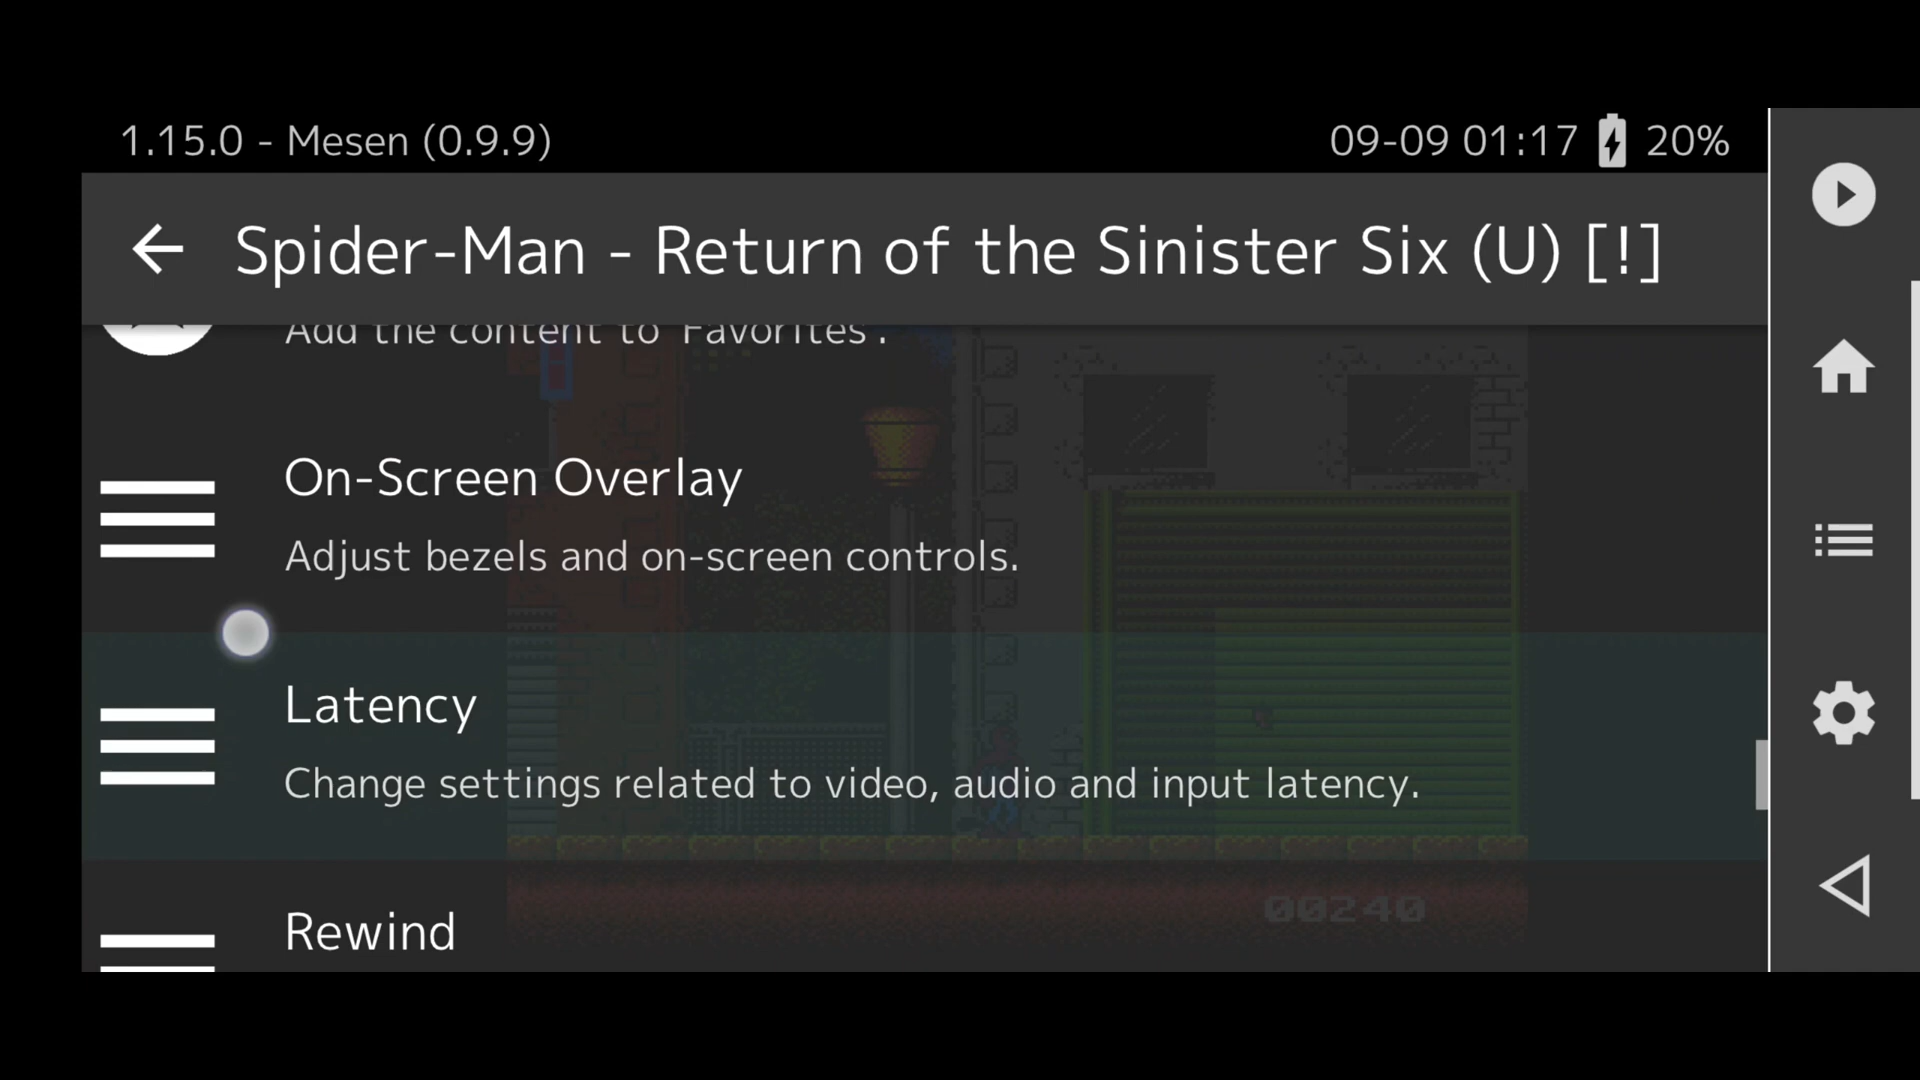 1.15.0 - Mesen (0.9.9)
09-09 01:17 20%
Spider-Man - Return of the Sinister Six (U) [!]
Add the content to 'Favorites'.
On-Screen Overlay
Adjust bezels and on-screen controls.
Latency
Change settings related to video, audio and input latency.
Rewind
00240